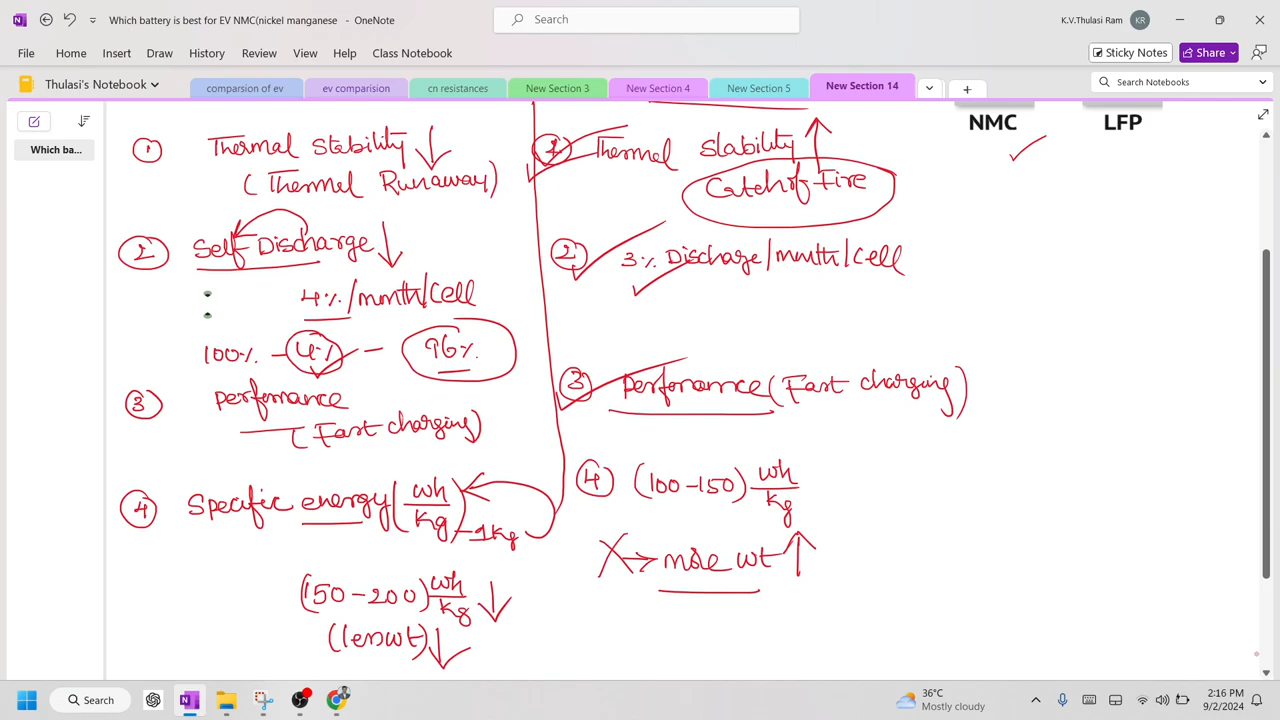 Which battery is best for EV NMC(nickel manganese - OneNote
Search
K.V.Thulasi Ram
KR
File Home Insert Draw History Review View Help Class Notebook
Sticky Notes
Share
Thulasi's Notebook
comparsion of ev
ev comparision
cn resistances
New Section 3
New Section 4
New Section 5
New Section 14
Search Notebooks
Which ba...
NMC
LFP
1 Thermal Stability ↓
(Thermal Runaway)
2 Self Discharge ↓
4% /month/cell
100% - 4% - 96%
3 Performance
(Fast charging)
4 Specific energy (wh/kg) - 1kg
(150-200) wh/kg ↓
(less wt) ↓
1 Thermal Stability ↑
Catch of Fire
2 3% Discharge/month/cell
3 Performance (Fast charging)
4 (100-150) wh/kg
X → more wt ↑
Search
36°C
Mostly cloudy
2:16 PM
9/2/2024